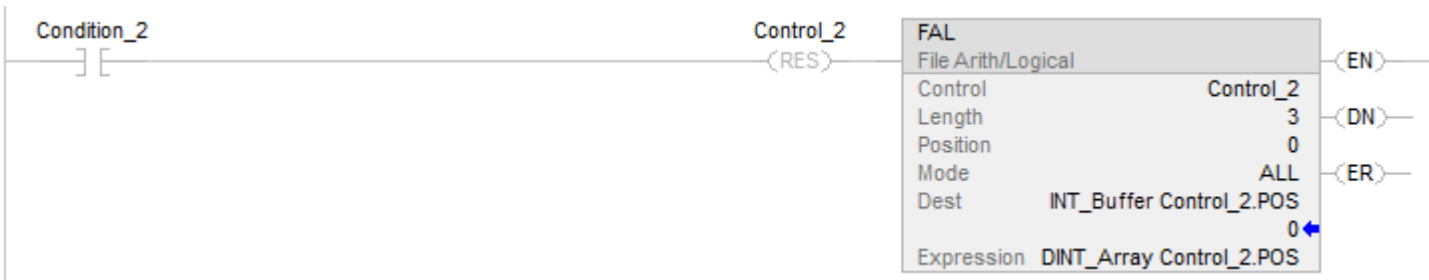 Condition_2
Control_2
(RES)
FAL
File Arith/Logical
(EN)
Control Control_2
Length 3
(DN)
Position 0
Mode ALL
(ER)
Dest INT_Buffer Control_2.POS
0
Expression DINT_Array Control_2.POS